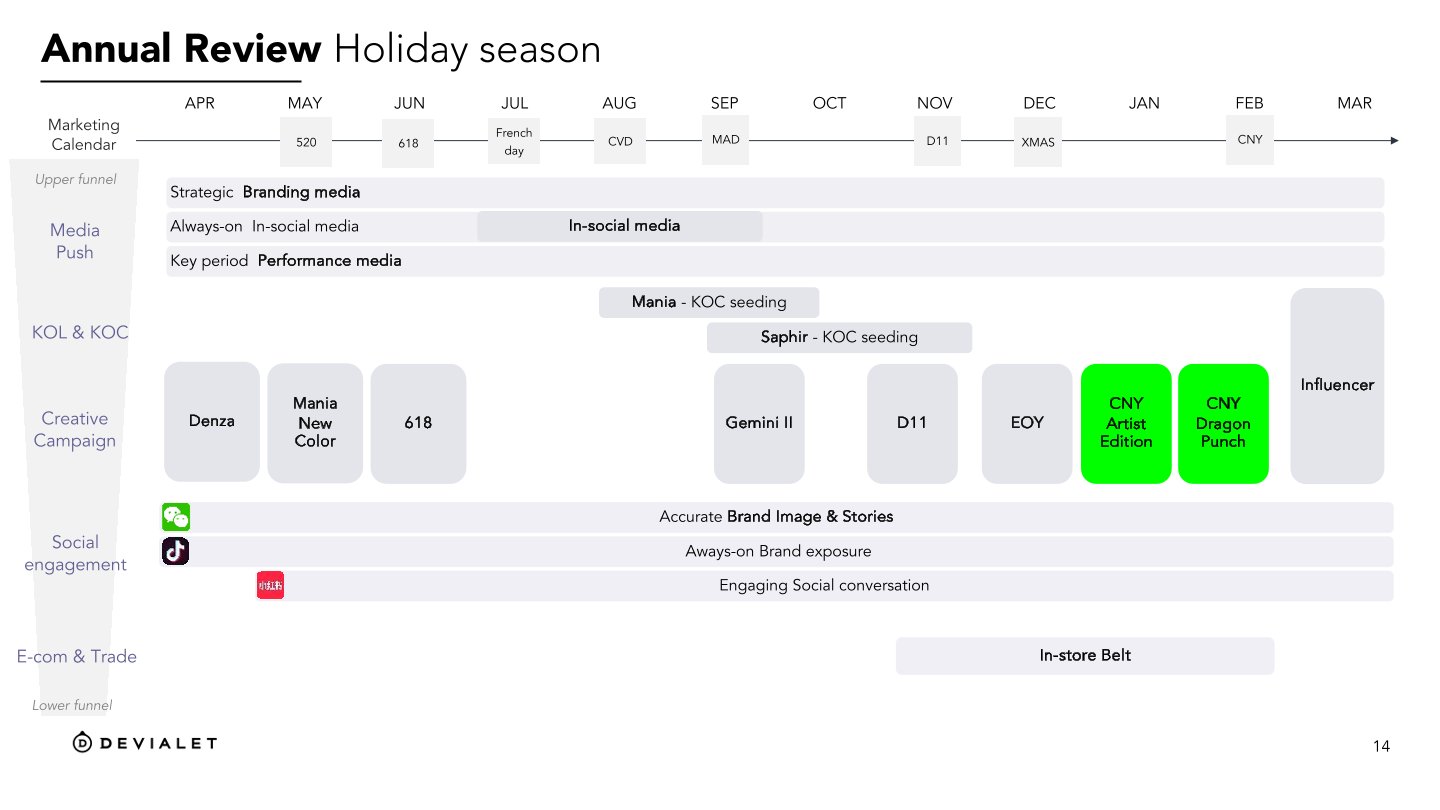 Annual Review Holiday season
APR MAY JUN JUL AUG SEP OCT NOV DEC JAN FEB MAR
Marketing
Calendar
520
618
French
day
CVD
MAD
D11
XMAS
CNY
Upper funnel
Media
Push
Strategic Branding media
Always-on In-social media
In-social media
Key period Performance media
KOL & KOC
Mania - KOC seeding
Saphir - KOC seeding
Influencer
Creative
Campaign
Denza
Mania
New
Color
618
Gemini II
D11
EOY
CNY
Artist
Edition
CNY
Dragon
Punch
Social
engagement
Accurate Brand Image & Stories
Aways-on Brand exposure
小红书
Engaging Social conversation
E-com & Trade
In-store Belt
Lower funnel
DEVIALET
14